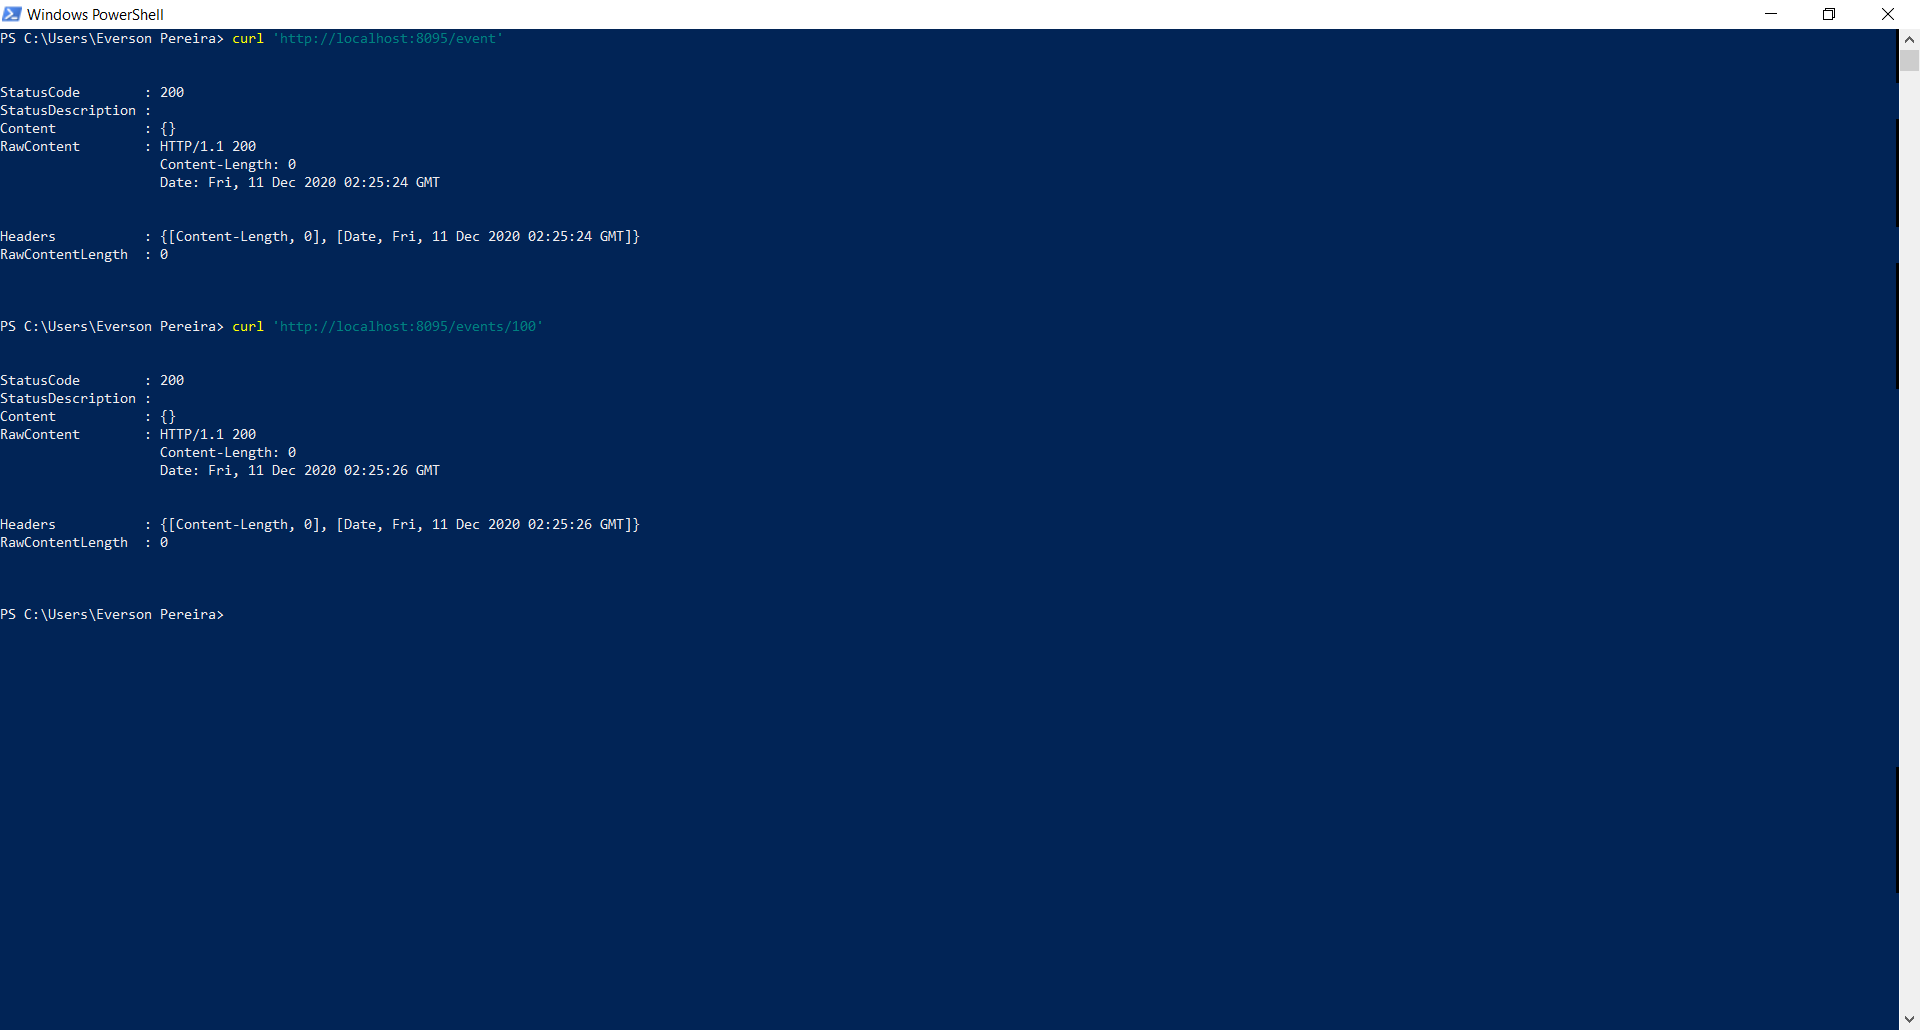 Windows PowerShell
PS C:\Users\Everson Pereira> curl 'http://localhost:8095/event'
StatusCode        : 200
StatusDescription :
Content           : {}
RawContent        : HTTP/1.1 200
                    Content-Length: 0
                    Date: Fri, 11 Dec 2020 02:25:24 GMT
Headers           : {[Content-Length, 0], [Date, Fri, 11 Dec 2020 02:25:24 GMT]}
RawContentLength  : 0
PS C:\Users\Everson Pereira> curl 'http://localhost:8095/events/100'
StatusCode        : 200
StatusDescription :
Content           : {}
RawContent        : HTTP/1.1 200
                    Content-Length: 0
                    Date: Fri, 11 Dec 2020 02:25:26 GMT
Headers           : {[Content-Length, 0], [Date, Fri, 11 Dec 2020 02:25:26 GMT]}
RawContentLength  : 0
PS C:\Users\Everson Pereira>